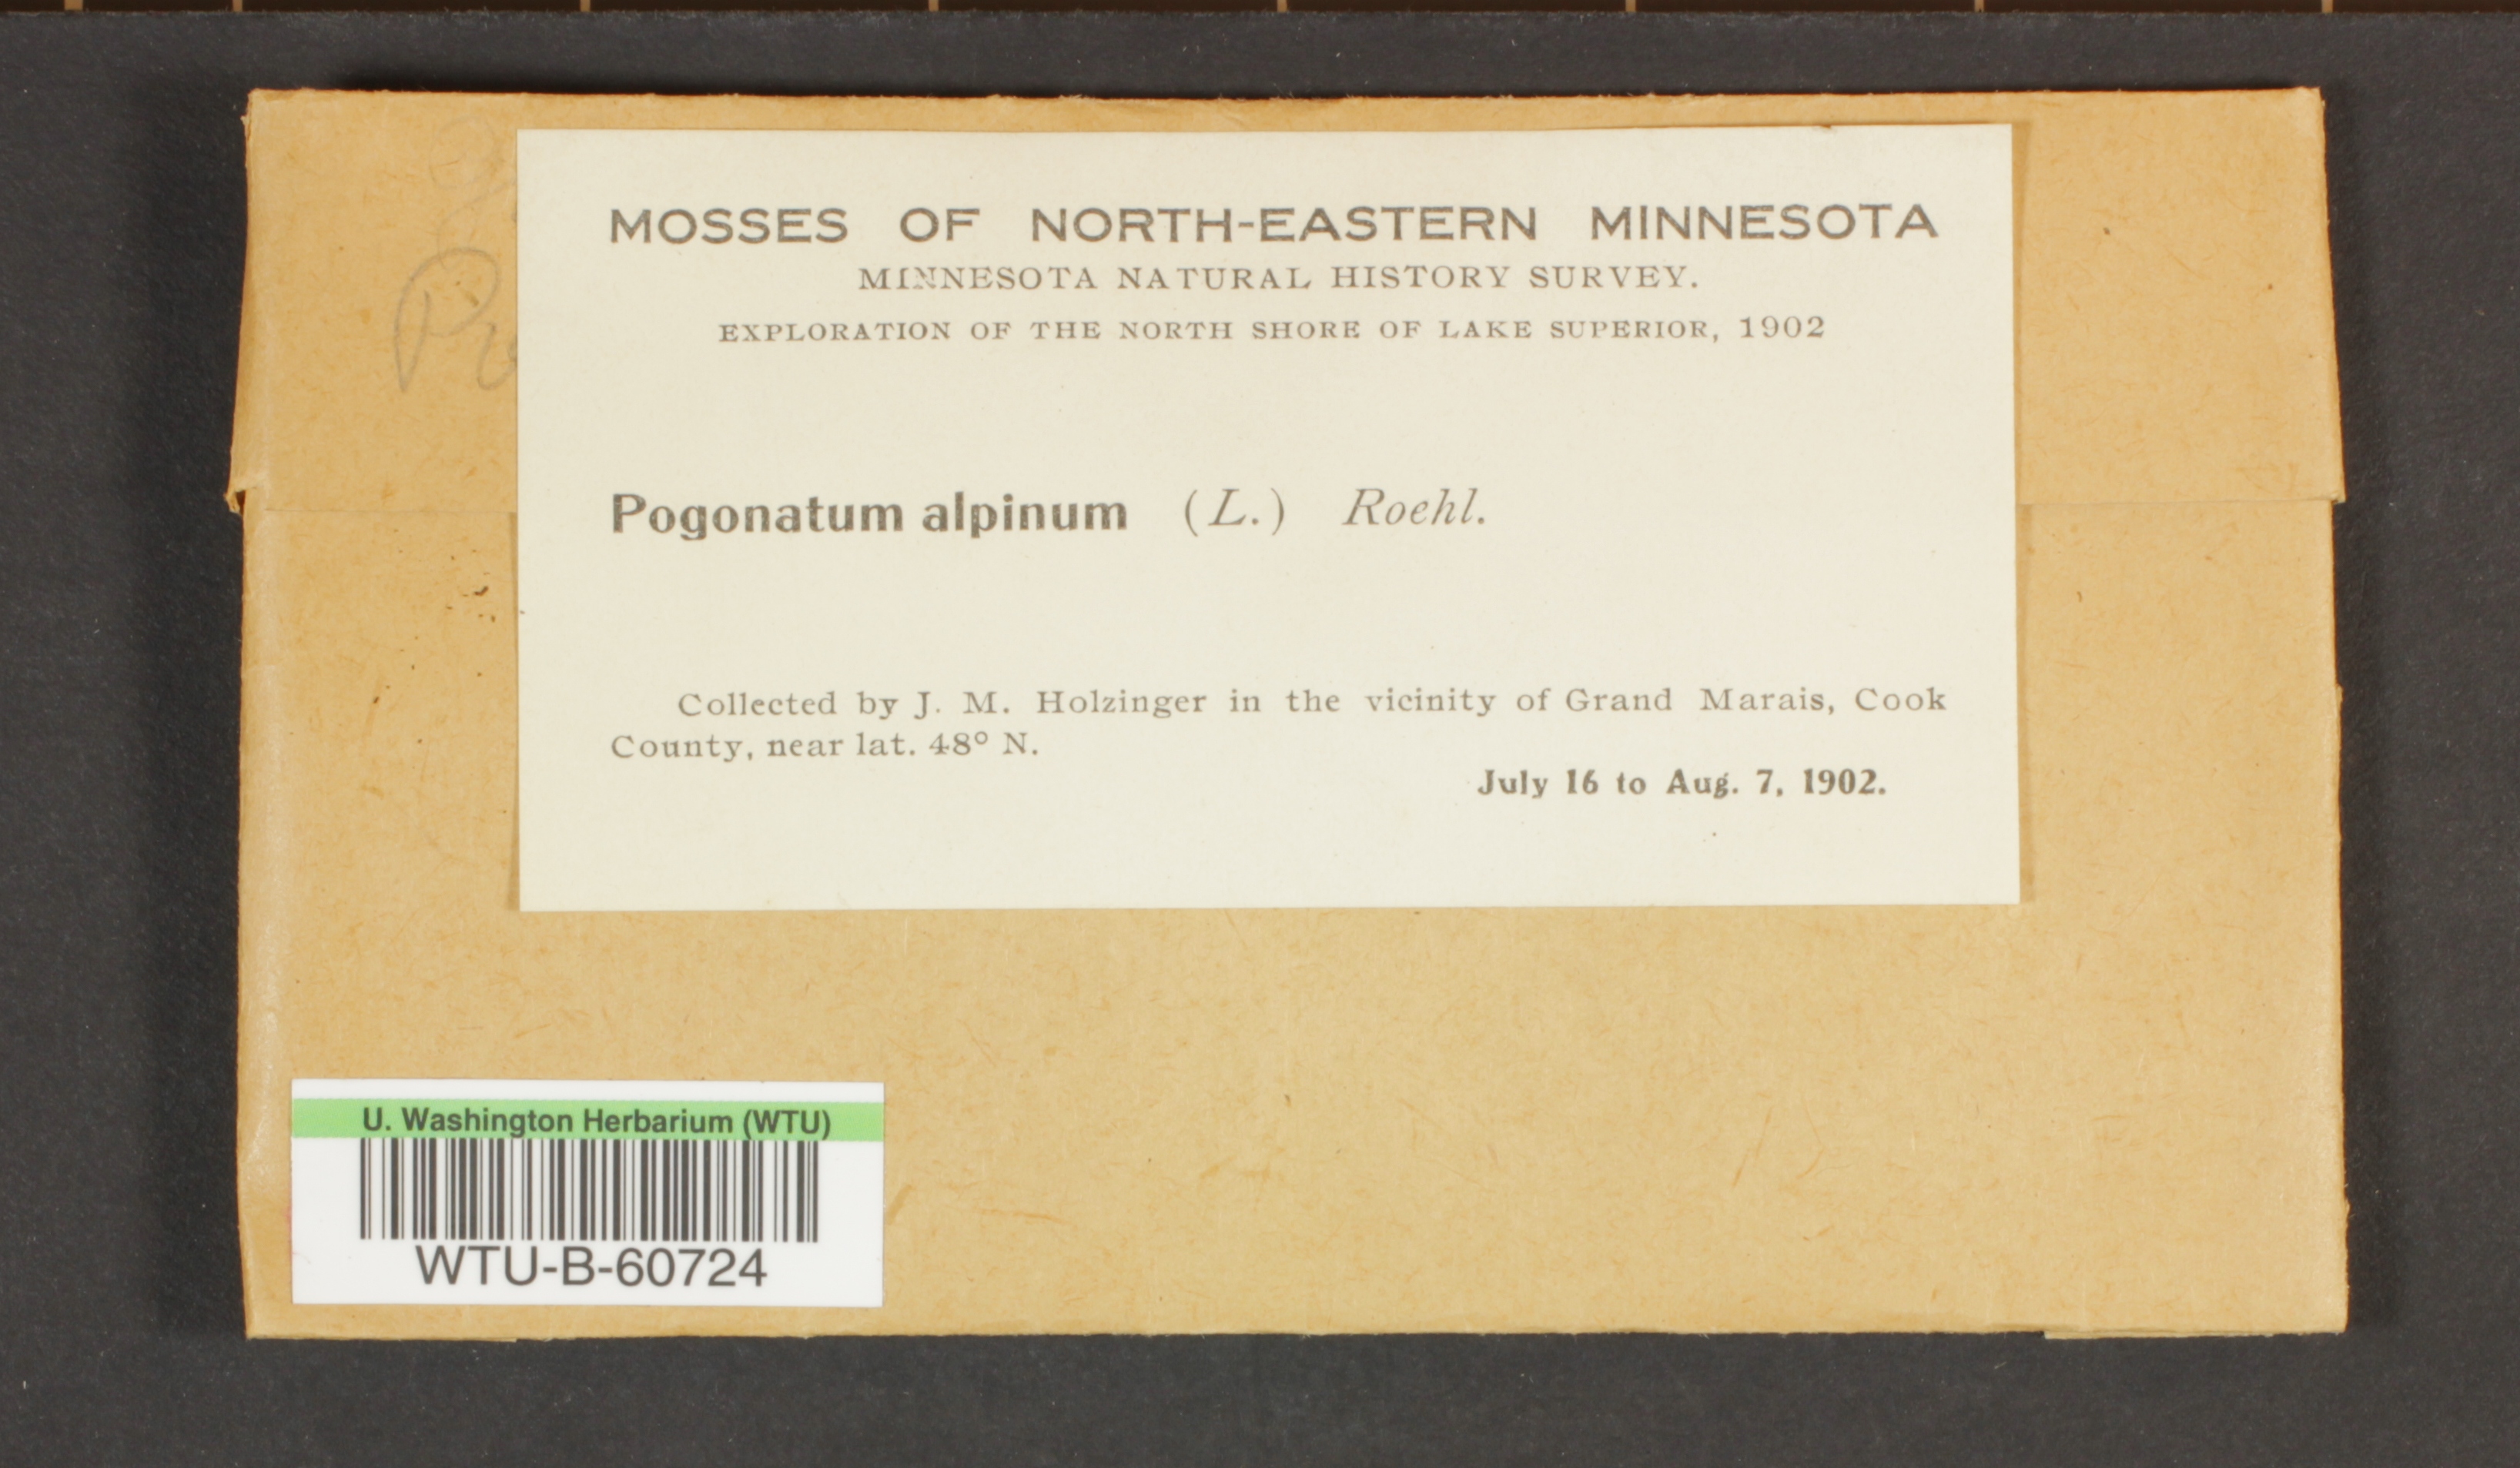 MOSSES OF NORTH-EASTERN MINNESOTA
MINNESOTA NATURAL HISTORY SURVEY.
EXPLORATION OF THE NORTH SHORE OF LAKE SUPERIOR, 1902
Pogonatum alpinum (L.) Roehl.
Collected by J. M. Holzinger in the vicinity of Grand Marais, Cook
County, near lat. 48° N.
July 16 to Aug. 7, 1902.
U. Washington Herbarium (WTU)
WTU-B-60724